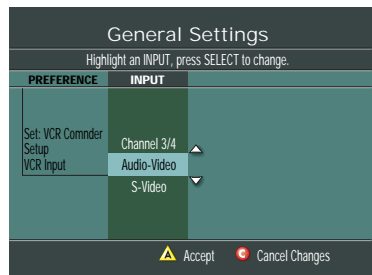 General Settings
Highlight an INPUT, press SELECT to change.
PREFERENCE INPUT
Set: VCR Comnder
Setup
VCR Input
Channel 3/4
Audio-Video
S-Video
A Accept C Cancel Changes